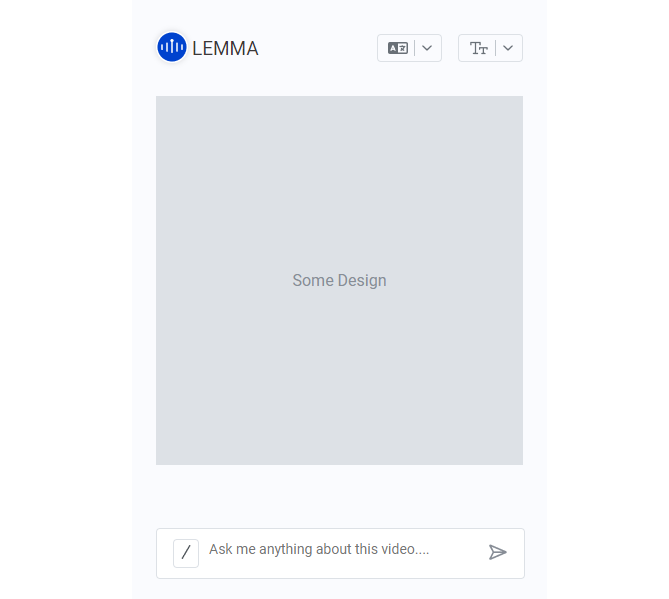 LEMMA
Some Design
/ Ask me anything about this video....